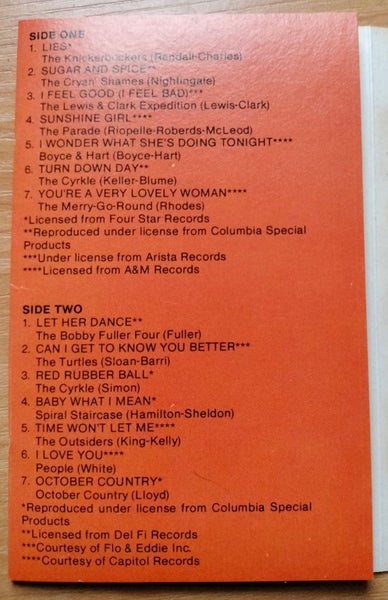 SIDE ONE
1. LIES*
The Knickerbockers (Randell-Charles)
2. SUGAR AND SPICE**
The Cryan' Shames (Nightingale)
3. I FEEL GOOD (I FEEL BAD)***
The Lewis & Clark Expedition (Lewis-Clark)
4. SUNSHINE GIRL****
The Parade (Riopelle-Roberds-McLeod)
5. I WONDER WHAT SHE'S DOING TONIGHT****
Boyce & Hart (Boyce-Hart)
6. TURN DOWN DAY**
The Cyrkle (Keller-Blume)
7. YOU'RE A VERY LOVELY WOMAN****
The Merry-Go-Round (Rhodes)
*Licensed from Four Star Records
**Reproduced under license from Columbia Special
Products
***Under license from Arista Records
****Licensed from A&M Records
SIDE TWO
1. LET HER DANCE**
The Bobby Fuller Four (Fuller)
2. CAN I GET TO KNOW YOU BETTER***
The Turtles (Sloan-Barri)
3. RED RUBBER BALL*
The Cyrkle (Simon)
4. BABY WHAT I MEAN*
Spiral Staircase (Hamilton-Sheldon)
5. TIME WON'T LET ME****
The Outsiders (King-Kelly)
6. I LOVE YOU****
People (White)
7. OCTOBER COUNTRY*
October Country (Lloyd)
*Reproduced under license from Columbia Special
Products
**Licensed from Del Fi Records
***Courtesy of Flo & Eddie Inc.
****Courtesy of Capitol Records